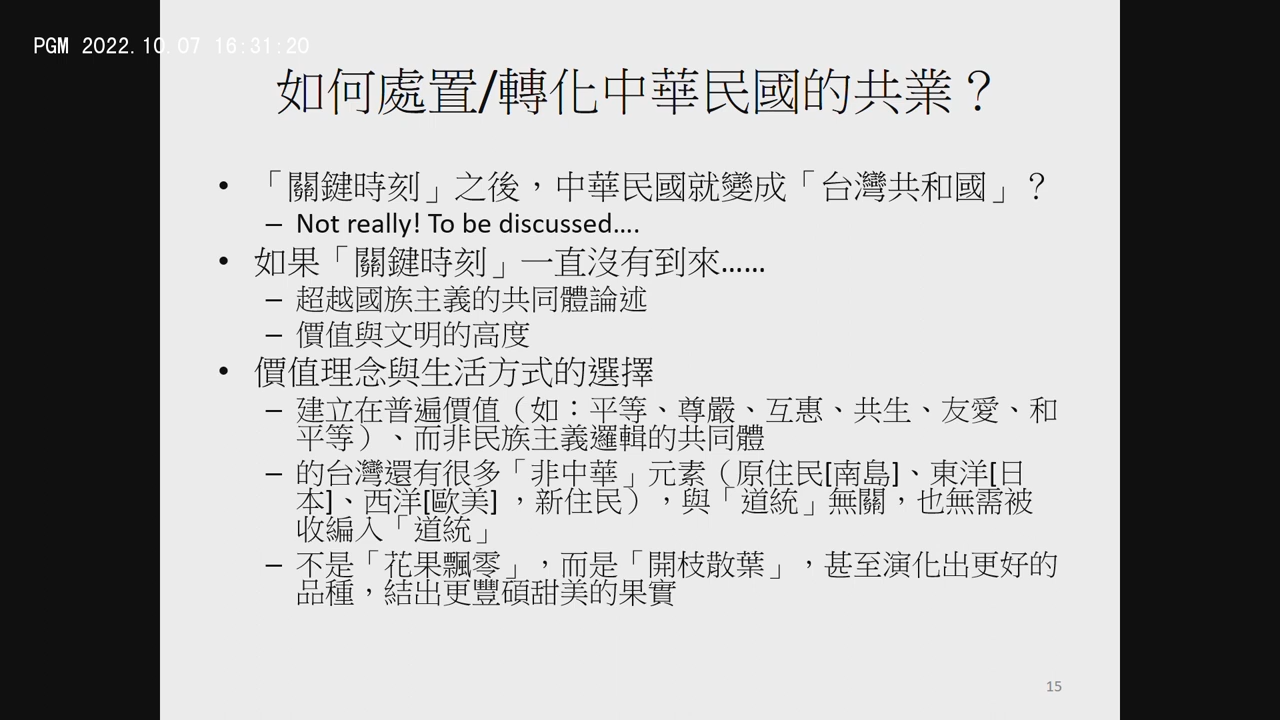 PGM 2022.10.07 16:31:20
如何處置/轉化中華民國的共業？
• 「關鍵時刻」之後，中華民國就變成「台灣共和國」？
– Not really! To be discussed….
• 如果「關鍵時刻」一直沒有到來……
– 超越國族主義的共同體論述
– 價值與文明的高度
• 價值理念與生活方式的選擇
– 建立在普遍價值（如：平等、尊嚴、互惠、共生、友愛、和
平等）、而非民族主義邏輯的共同體
– 的台灣還有很多「非中華」元素（原住民[南島]、東洋[日
本]、西洋[歐美] ，新住民），與「道統」無關，也無需被
收編入「道統」
– 不是「花果飄零」，而是「開枝散葉」，甚至演化出更好的
品種，結出更豐碩甜美的果實
15